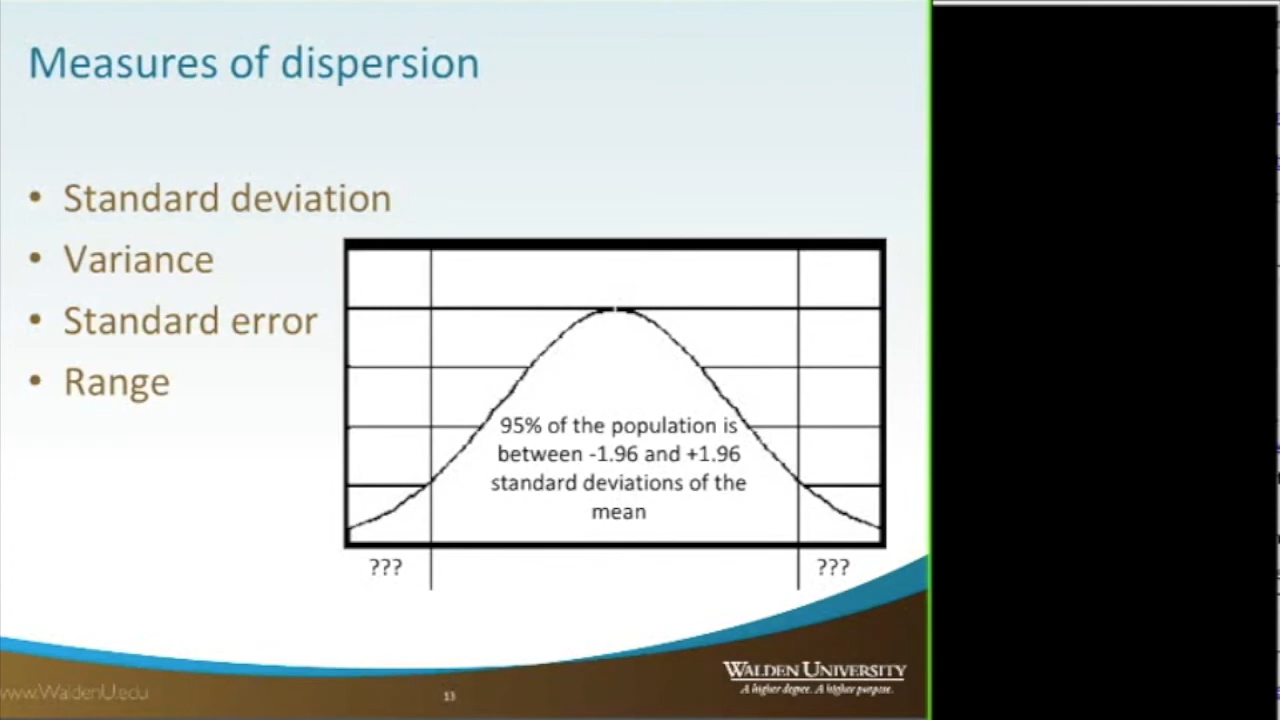 Measures of dispersion
• Standard deviation
• Variance
• Standard error
• Range
95% of the population is
between -1.96 and +1.96
standard deviations of the
mean
???
???
www.WaldenU.edu
13
WALDEN UNIVERSITY
A higher degree. A higher purpose.